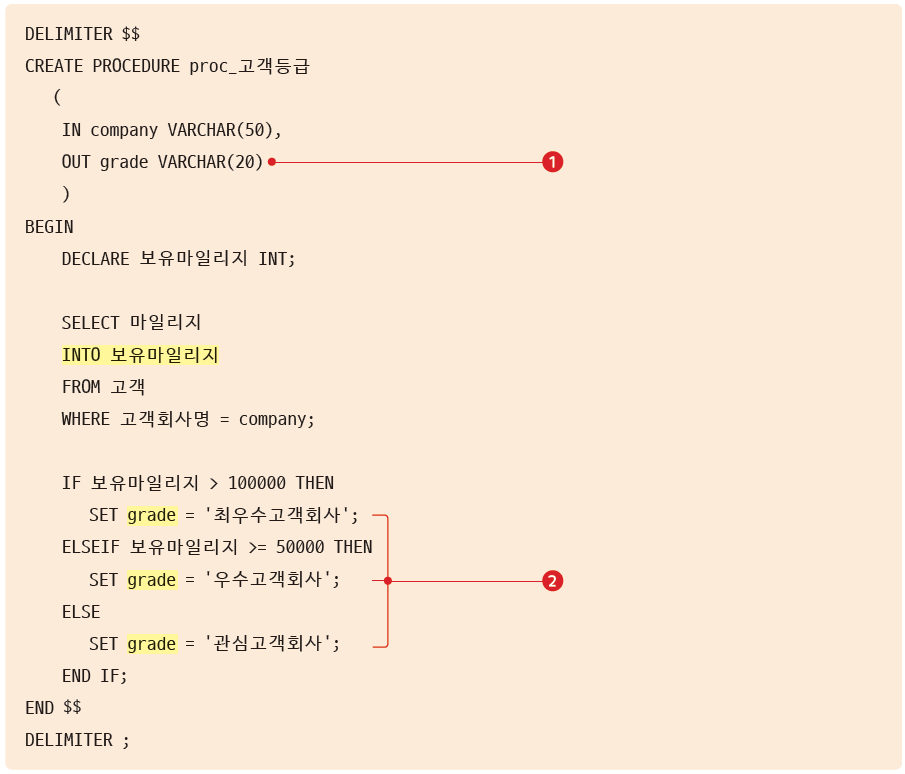 DELIMITER $$
CREATE PROCEDURE proc_고객등급
(
IN company VARCHAR(50),
OUT grade VARCHAR(20) 1
)
BEGIN
DECLARE 보유마일리지 INT;
SELECT 마일리지
INTO 보유마일리지
FROM 고객
WHERE 고객회사명 = company;
IF 보유마일리지 > 100000 THEN
SET grade = '최우수고객회사';
ELSEIF 보유마일리지 >= 50000 THEN
SET grade = '우수고객회사'; 2
ELSE
SET grade = '관심고객회사';
END IF;
END $$
DELIMITER ;